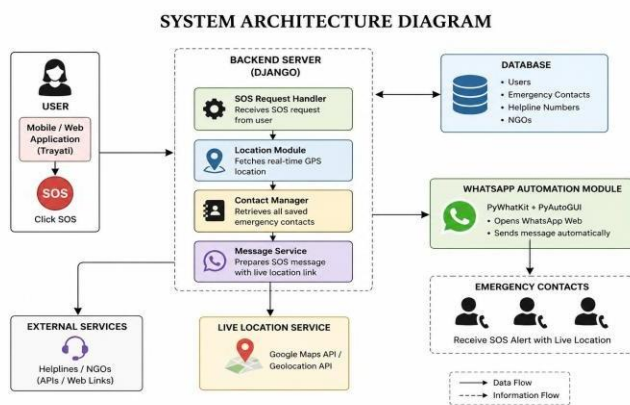 SYSTEM ARCHITECTURE DIAGRAM
USER
Mobile / Web
Application
(Trayati)
SOS
Click SOS
BACKEND SERVER
(DJANGO)
SOS Request Handler
Receives SOS request
from user
Location Module
Fetches real-time GPS
location
Contact Manager
Retrieves all saved
emergency contacts
Message Service
Prepares SOS message
with live location link
DATABASE
• Users
• Emergency Contacts
• Helpline Numbers
• NGOs
WHATSAPP AUTOMATION MODULE
PyWhatKit + PyAutoGUI
• Opens WhatsApp Web
• Sends message automatically
EMERGENCY CONTACTS
Receive SOS Alert with Live Location
EXTERNAL SERVICES
Helplines / NGOs
(APIs / Web Links)
LIVE LOCATION SERVICE
Google Maps API /
Geolocation API
Data Flow
Information Flow